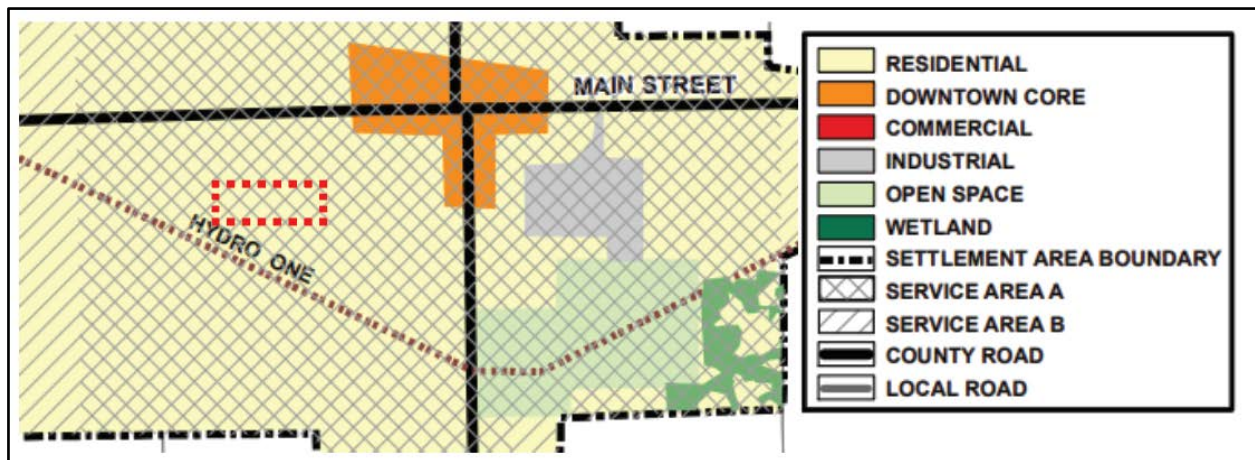 MAIN STREET
HYDRO ONE
RESIDENTIAL
DOWNTOWN CORE
COMMERCIAL
INDUSTRIAL
OPEN SPACE
WETLAND
SETTLEMENT AREA BOUNDARY
SERVICE AREA A
SERVICE AREA B
COUNTY ROAD
LOCAL ROAD